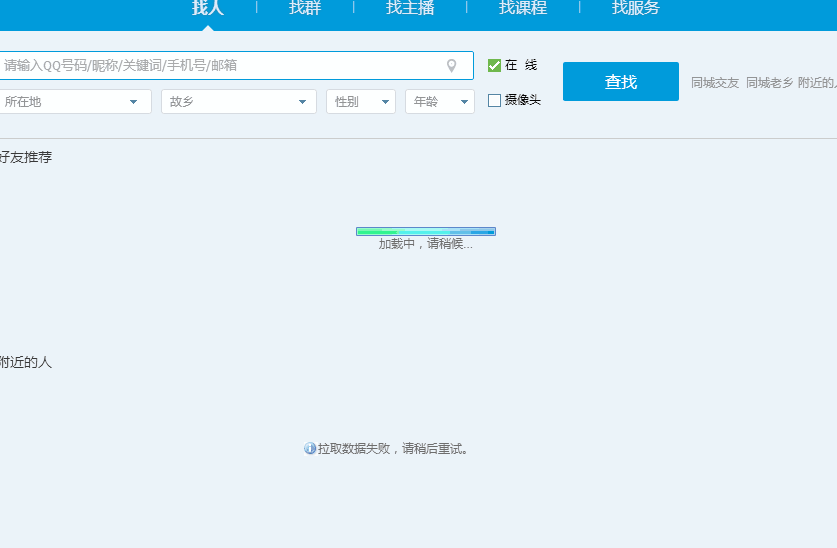 找人 找群 找主播 找课程 找服务
请输入QQ号码/昵称/关键词/手机号/邮箱
在 线
查找
同城交友 同城老乡 附近的人
所在地 故乡 性别 年龄 摄像头
好友推荐
加载中，请稍候...
附近的人
拉取数据失败，请稍后重试。